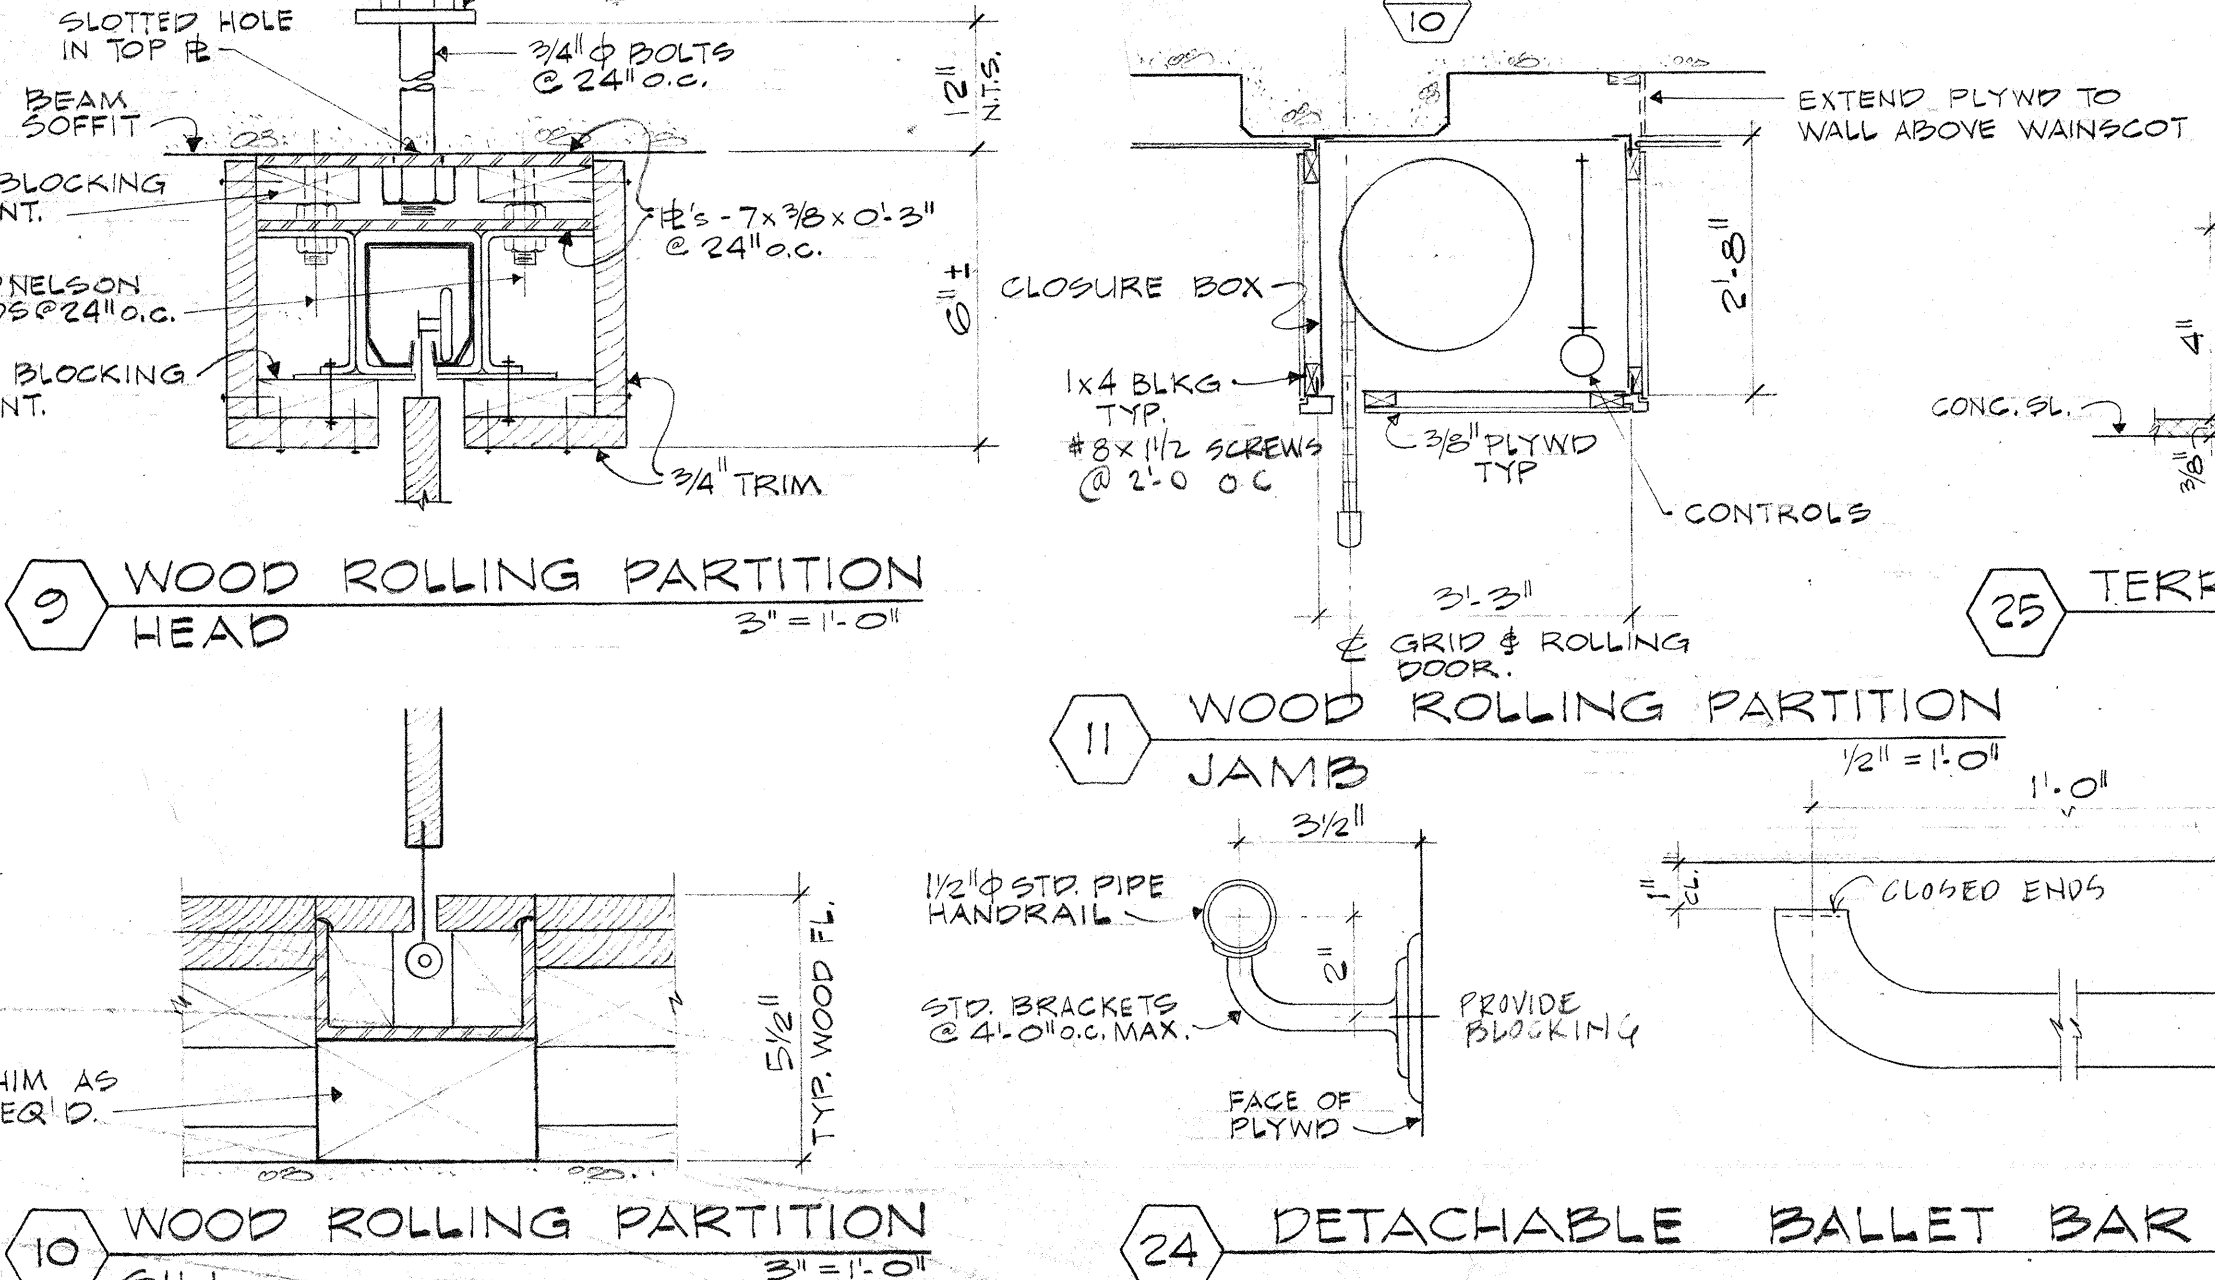 SLOTTED HOLE
IN TOP ⅊
3/4"ϕ BOLTS
@ 24" O.C.
12"
N.T.S.
BEAM
SOFFIT
BLOCKING
NT.
⅊'s - 7 x 3/8 x 0'-3"
@ 24" O.C.
NELSON
DS @ 24" O.C.
6" ±
BLOCKING
NT.
3/4" TRIM
9
WOOD ROLLING PARTITION
HEAD
3" = 1'-0"
10
EXTEND PLYWD TO
WALL ABOVE WAINSCOT
CLOSURE BOX
2'-8"
1x4 BLKG
TYP.
#8 x 1 1/2 SCREWS
@ 2'-0 O C
3/8" PLYWD
TYP
CONTROLS
3'-3"
℄ GRID & ROLLING
DOOR.
11
WOOD ROLLING PARTITION
JAMB
1/2" = 1'-0"
4"
CONC. SL.
3/8"
25
TERR
HIM AS
EQ'D.
5 1/2"
TYP. WOOD FL.
10
WOOD ROLLING PARTITION
3" = 1'-0"
3 1/2"
1 1/2"ϕ STD. PIPE
HANDRAIL
2"
STD. BRACKETS
@ 4'-0" O.C. MAX.
PROVIDE
BLOCKING
FACE OF
PLYWD
1'-0"
1"
CL.
CLOSED ENDS
24
DETACHABLE BALLET BAR